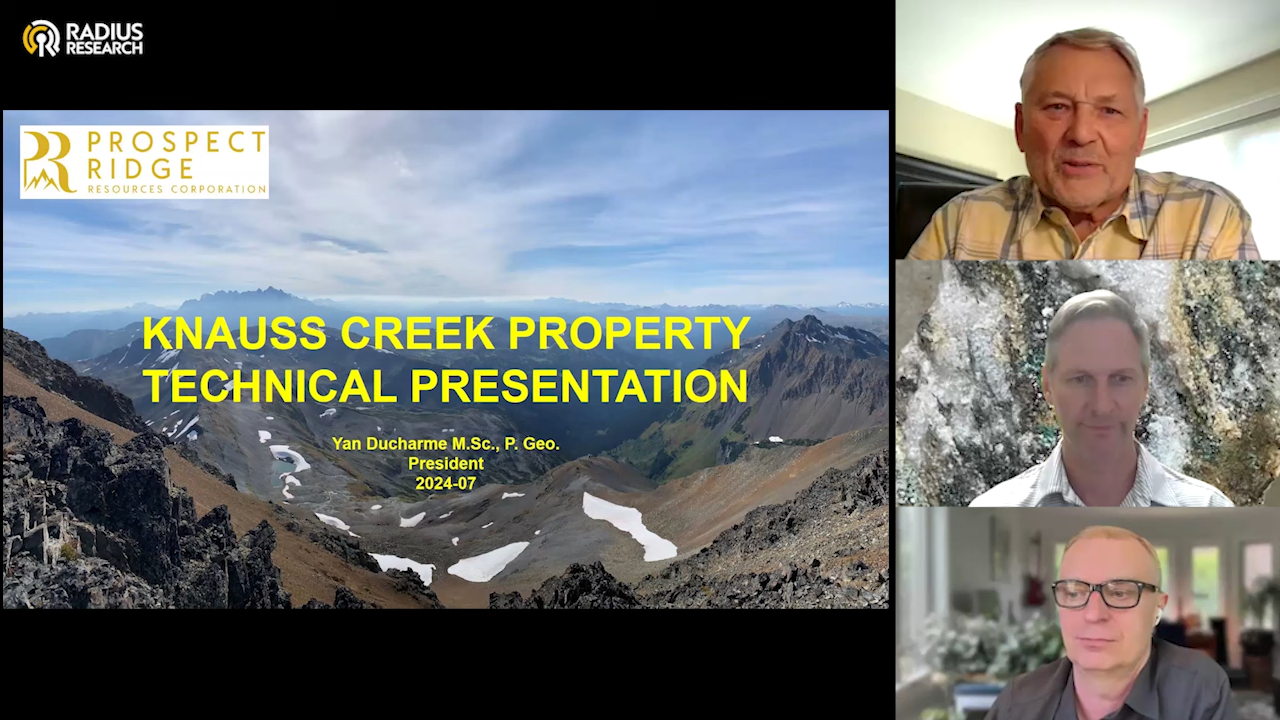 RADIUS
RESEARCH
PROSPECT
RIDGE
RESOURCES CORPORATION
KNAUSS CREEK PROPERTY
TECHNICAL PRESENTATION
Yan Ducharme M.Sc., P. Geo.
President
2024-07